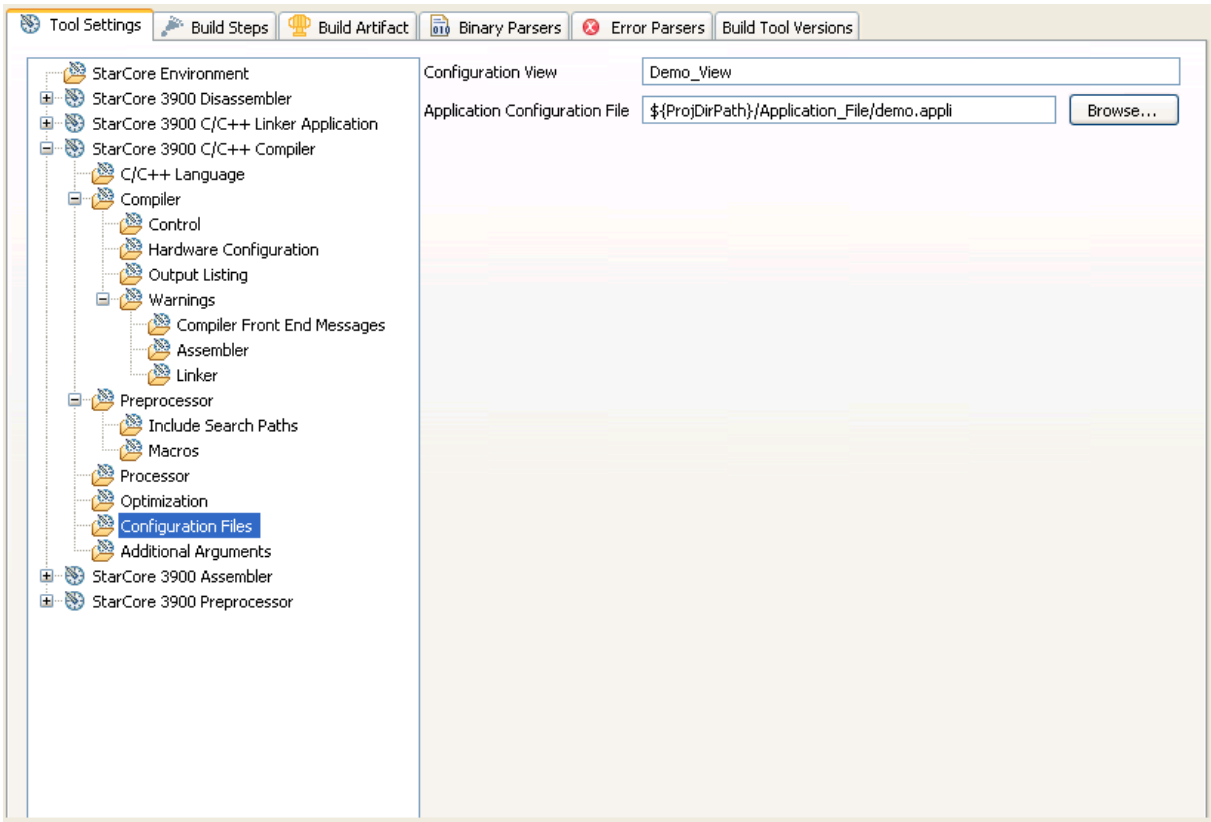 Tool Settings Build Steps Build Artifact Binary Parsers Error Parsers Build Tool Versions
StarCore Environment
StarCore 3900 Disassembler
StarCore 3900 C/C++ Linker Application
StarCore 3900 C/C++ Compiler
C/C++ Language
Compiler
Control
Hardware Configuration
Output Listing
Warnings
Compiler Front End Messages
Assembler
Linker
Preprocessor
Include Search Paths
Macros
Processor
Optimization
Configuration Files
Additional Arguments
StarCore 3900 Assembler
StarCore 3900 Preprocessor
Configuration View Demo_View
Application Configuration File ${ProjDirPath}/Application_File/demo.appli Browse...